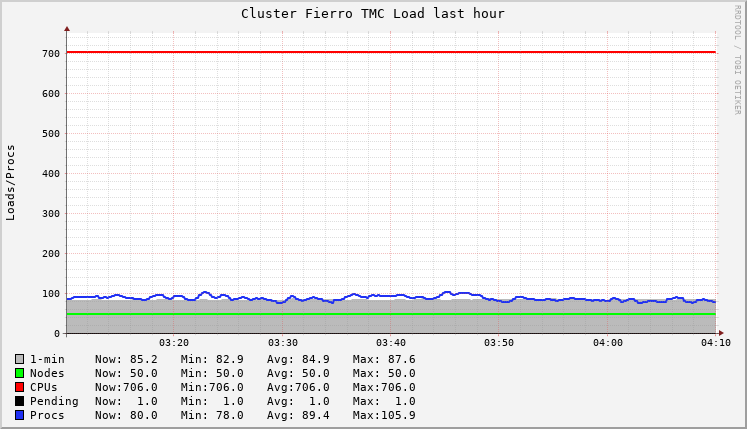 Cluster Fierro TMC Load last hour
RRDTOOL / TOBI OETIKER
Loads/Procs
700
600
500
400
300
200
100
0
03:20 03:30 03:40 03:50 04:00 04:10
1-min Now: 85.2 Min: 82.9 Avg: 84.9 Max: 87.6
Nodes Now: 50.0 Min: 50.0 Avg: 50.0 Max: 50.0
CPUs Now:706.0 Min:706.0 Avg:706.0 Max:706.0
Pending Now: 1.0 Min: 1.0 Avg: 1.0 Max: 1.0
Procs Now: 80.0 Min: 78.0 Avg: 89.4 Max:105.9